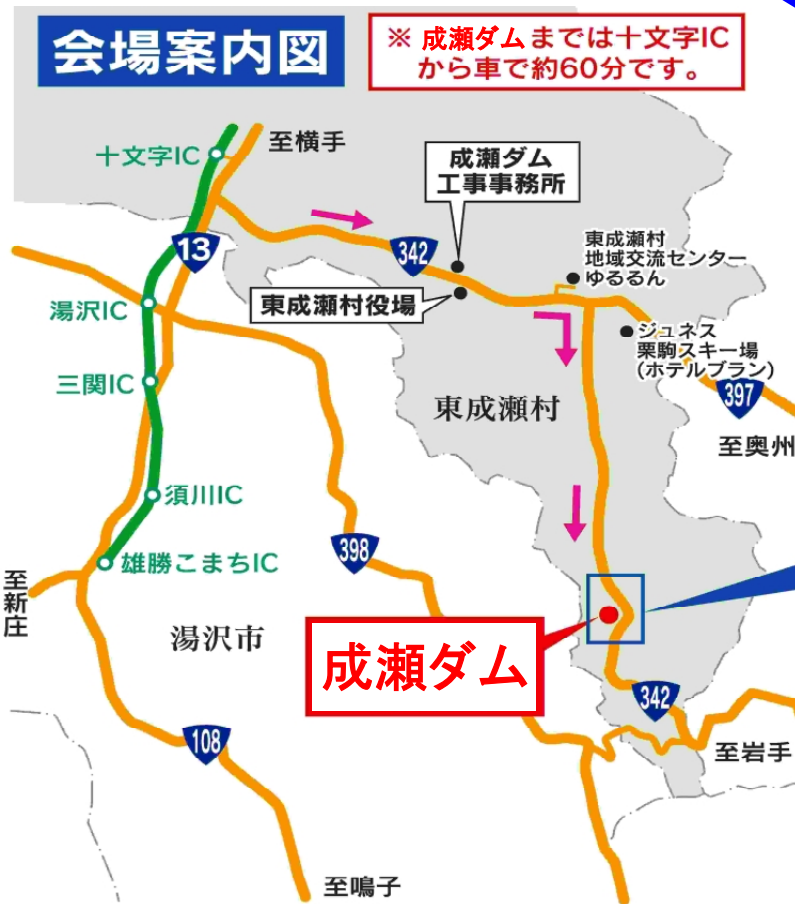 会場案内図
※ 成瀬ダムまでは十文字IC
から車で約60分です。
十文字IC
至横手
成瀬ダム
工事事務所
13
342
東成瀬村
地域交流センター
ゆるるん
湯沢IC
東成瀬村役場
ジュネス
栗駒スキー場
(ホテルブラン)
三関IC
東成瀬村
397
至奥州
須川IC
398
雄勝こまちIC
至新庄
湯沢市
成瀬ダム
342
108
至岩手
至鳴子